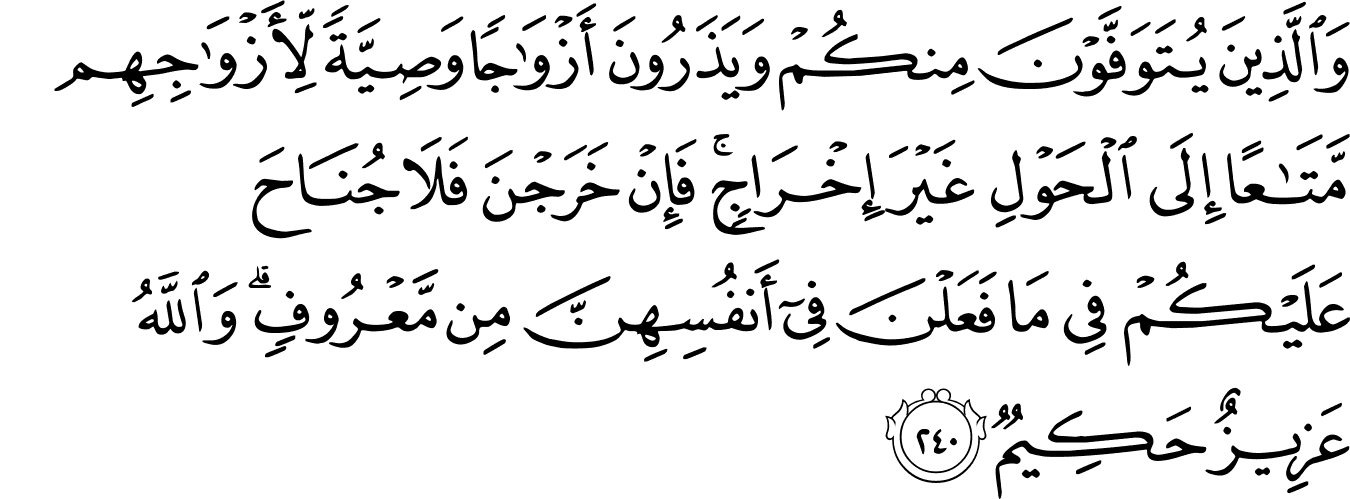 وَٱلَّذِينَ يُتَوَفَّوْنَ مِنكُمْ وَيَذَرُونَ أَزْوَٰجًا وَصِيَّةً لِّأَزْوَٰجِهِم
مَّتَـٰعًا إِلَى ٱلْحَوْلِ غَيْرَ إِخْرَاجٍ ۚ فَإِنْ خَرَجْنَ فَلَا جُنَاحَ
عَلَيْكُمْ فِى مَا فَعَلْنَ فِىٓ أَنفُسِهِنَّ مِن مَّعْرُوفٍ ۗ وَٱللَّهُ
عَزِيزٌ حَكِيمٌ ٢٤٠